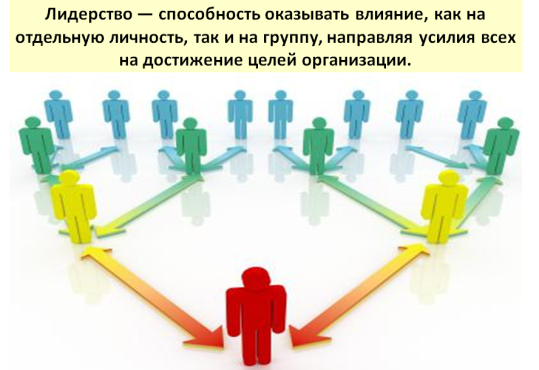 Лидерство — способность оказывать влияние, как на
отдельную личность, так и на группу, направляя усилия всех
на достижение целей организации.